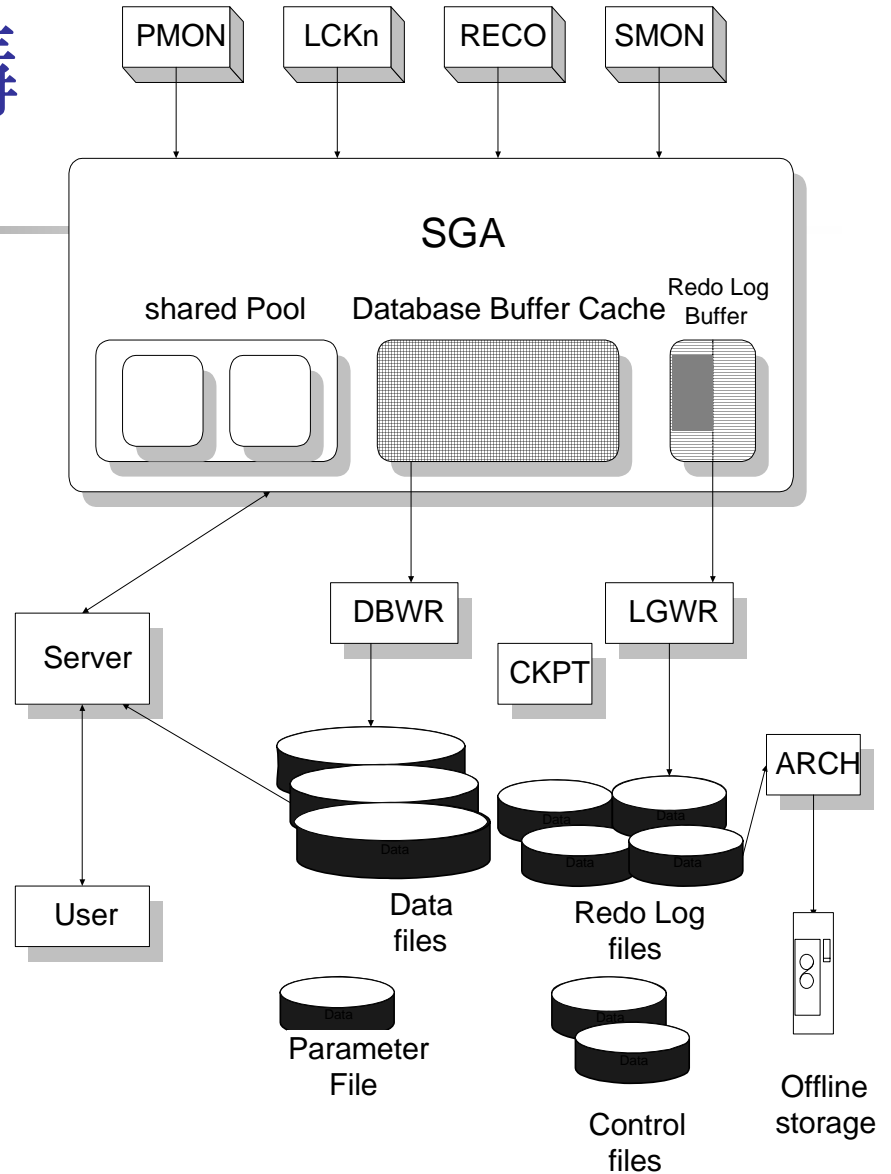 PMON
LCKn
RECO
SMON
SGA
shared Pool
Database Buffer Cache
Redo Log
Buffer
DBWR
LGWR
Server
CKPT
ARCH
Data
Data
Data
Data
Data
User
Data
files
Redo Log
files
Data
Parameter
File
Data
Data
Control
files
Offline
storage